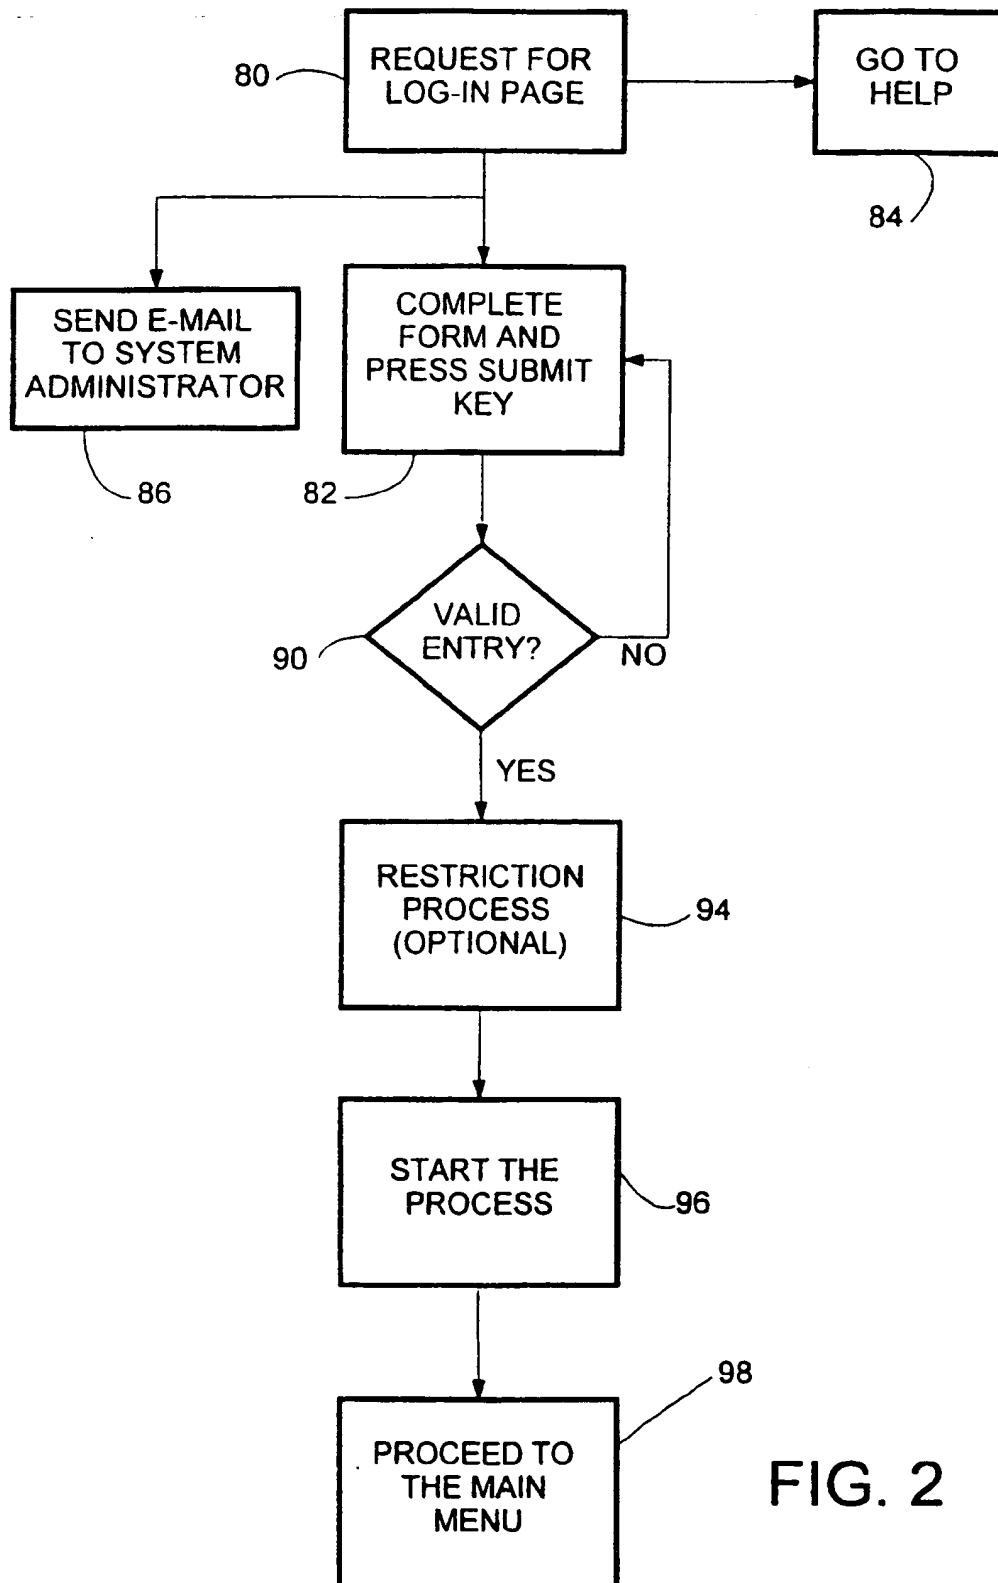 80
REQUEST FOR
LOG-IN PAGE
GO TO
HELP
84
SEND E-MAIL
TO SYSTEM
ADMINISTRATOR
86
COMPLETE
FORM AND
PRESS SUBMIT
KEY
82
90
VALID
ENTRY?
NO
YES
RESTRICTION
PROCESS
(OPTIONAL)
94
START THE
PROCESS
96
98
PROCEED TO
THE MAIN
MENU
FIG. 2